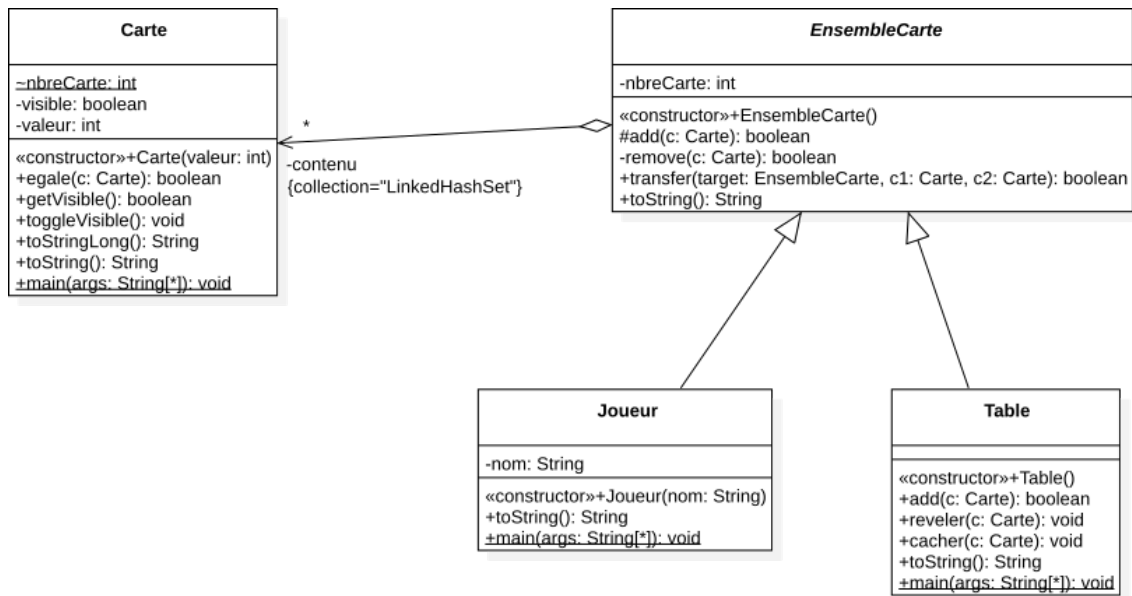 Carte
~nbreCarte: int
-visible: boolean
-valeur: int
«constructor»+Carte(valeur: int)
+egale(c: Carte): boolean
+getVisible(): boolean
+toggleVisible(): void
+toStringLong(): String
+toString(): String
+main(args: String[*]): void
*
-contenu
{collection="LinkedHashSet"}
EnsembleCarte
-nbreCarte: int
«constructor»+EnsembleCarte()
#add(c: Carte): boolean
-remove(c: Carte): boolean
+transfer(target: EnsembleCarte, c1: Carte, c2: Carte): boolean
+toString(): String
Joueur
-nom: String
«constructor»+Joueur(nom: String)
+toString(): String
+main(args: String[*]): void
Table
«constructor»+Table()
+add(c: Carte): boolean
+reveler(c: Carte): void
+cacher(c: Carte): void
+toString(): String
+main(args: String[*]): void